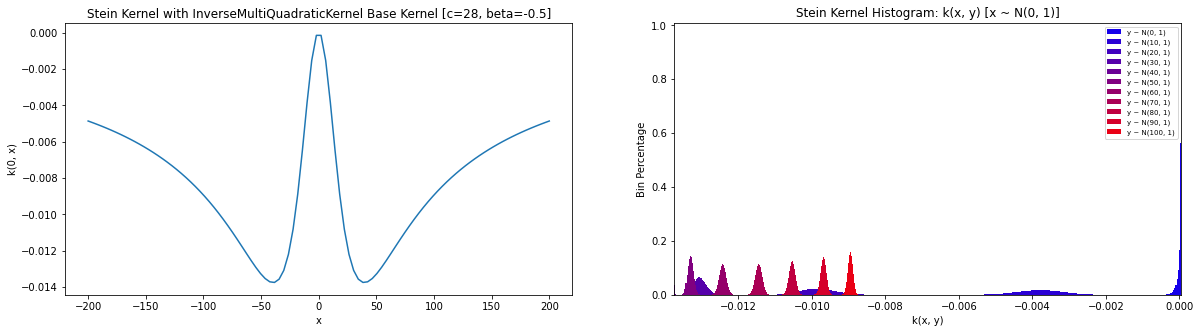 Stein Kernel with InverseMultiQuadraticKernel Base Kernel [c=28, beta=-0.5]
0.000
−0.002
−0.004
−0.006
−0.008
−0.010
−0.012
−0.014
k(0, x)
−200
−150
−100
−50
0
50
100
150
200
x
Stein Kernel Histogram: k(x, y) [x ~ N(0, 1)]
1.0
0.8
0.6
0.4
0.2
0.0
Bin Percentage
y ~ N(0, 1)
y ~ N(10, 1)
y ~ N(20, 1)
y ~ N(30, 1)
y ~ N(40, 1)
y ~ N(50, 1)
y ~ N(60, 1)
y ~ N(70, 1)
y ~ N(80, 1)
y ~ N(90, 1)
y ~ N(100, 1)
−0.012
−0.010
−0.008
−0.006
−0.004
−0.002
0.000
k(x, y)